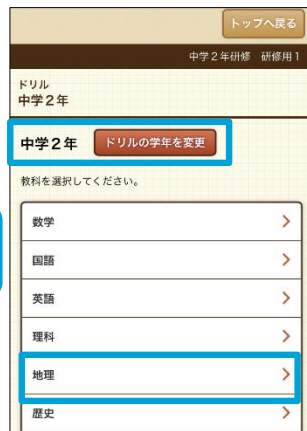 トップへ戻る
中学2年研修 研修用1
ドリル
中学2年
中学2年 ドリルの学年を変更
教科を選択してください。
数学
国語
英語
理科
地理
歴史